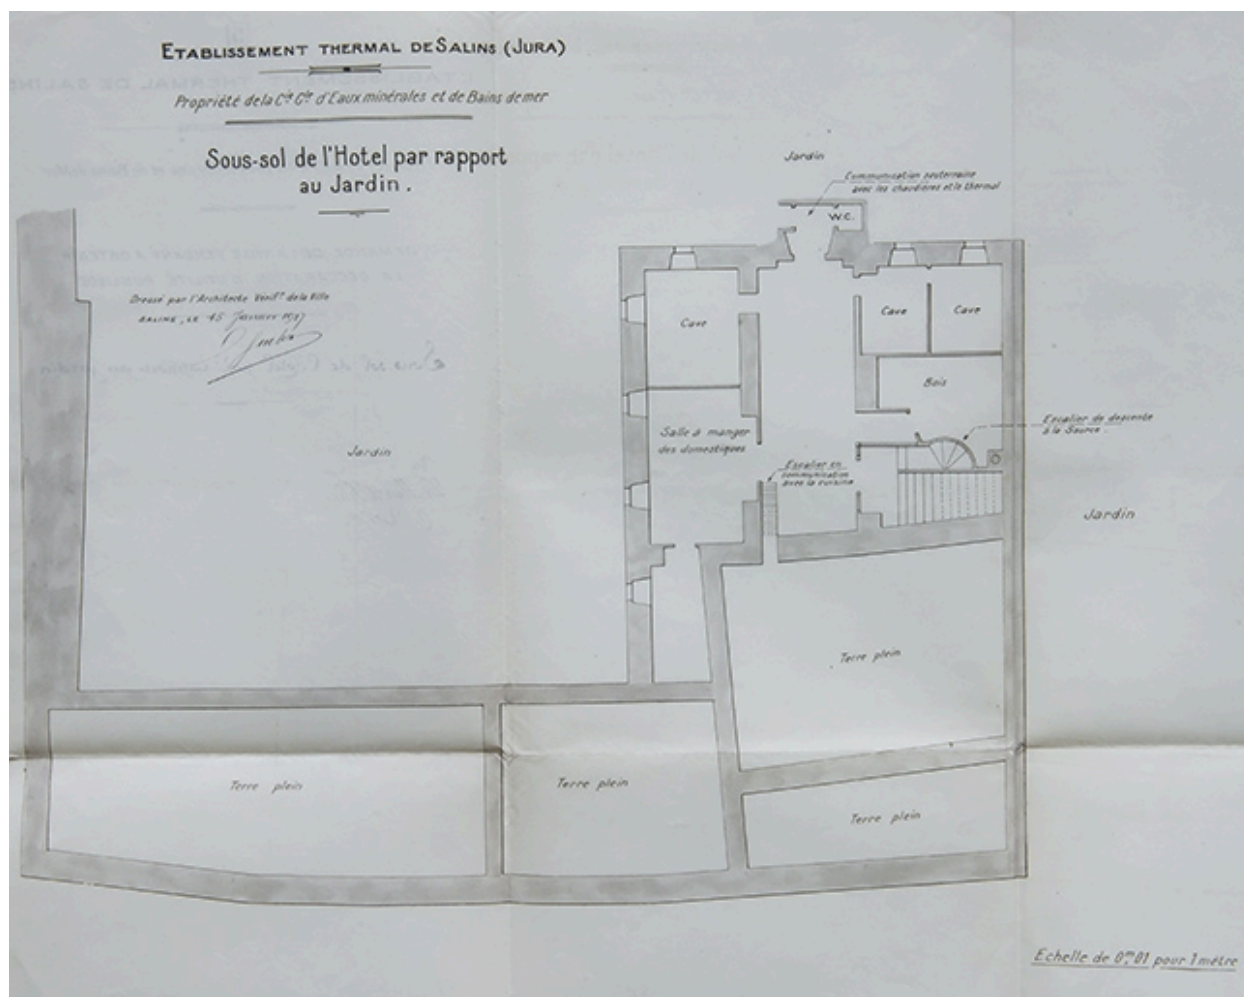 ETABLISSEMENT THERMAL DE SALINS (JURA)
Propriété de la Cie Gle d'Eaux minérales et de Bains de mer
Sous-sol de l'Hotel par rapport
au Jardin.
Dressé par l'Architecte Vérifr de la Ville
SALINS, LE 15 Janvier
Jardin
Communication souterraine
avec les chaudières et le thermal
W.C.
Cave
Cave
Cave
Bois
Escalier de descente
à la Source.
Salle à manger
des domestiques
Escalier en
communication
avec la cuisine
Jardin
Jardin
Terre plein
Terre plein
Terre plein
Terre plein
Echelle de 0m01 pour 1 mètre